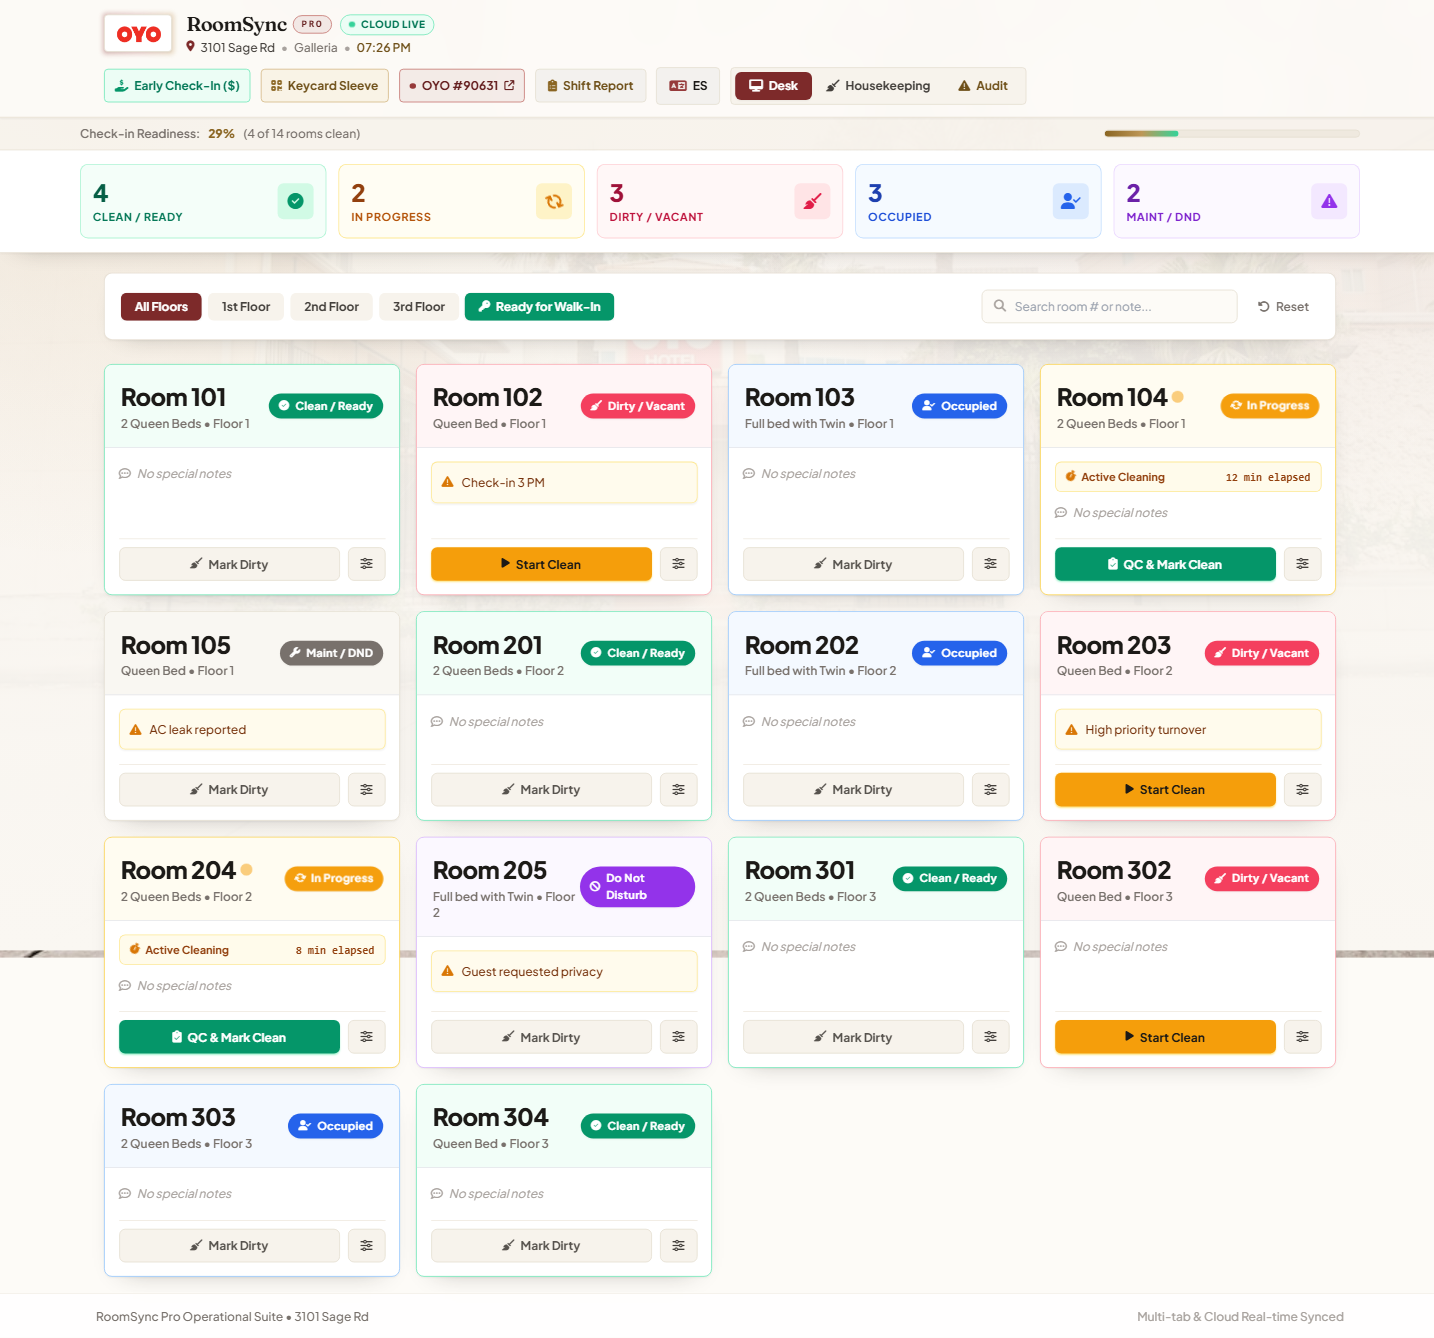 OYO
RoomSync PRO CLOUD LIVE
3101 Sage Rd • Galleria • 07:26 PM
Early Check-In ($) Keycard Sleeve OYO #90631 Shift Report ES Desk Housekeeping Audit
Check-in Readiness: 29% (4 of 14 rooms clean)
4 2 3 3 2
CLEAN / READY IN PROGRESS DIRTY / VACANT OCCUPIED MAINT / DND
All Floors 1st Floor 2nd Floor 3rd Floor Ready for Walk-In Search room # or note... Reset
HOTEL
Room 101 Clean / Ready
2 Queen Beds • Floor 1
No special notes
Mark Dirty
Room 102 Dirty / Vacant
Queen Bed • Floor 1
Check-in 3 PM
Start Clean
Room 103 Occupied
Full bed with Twin • Floor 1
No special notes
Mark Dirty
Room 104 In Progress
2 Queen Beds • Floor 1
Active Cleaning 12 min elapsed
No special notes
QC & Mark Clean
Room 105 Maint / DND
Queen Bed • Floor 1
AC leak reported
Mark Dirty
Room 201 Clean / Ready
2 Queen Beds • Floor 2
No special notes
Mark Dirty
Room 202 Occupied
Full bed with Twin • Floor 2
No special notes
Mark Dirty
Room 203 Dirty / Vacant
Queen Bed • Floor 2
High priority turnover
Start Clean
Room 204 In Progress
2 Queen Beds • Floor 2
Active Cleaning 8 min elapsed
No special notes
QC & Mark Clean
Room 205 Do Not
Disturb
Full bed with Twin • Floor
2
Guest requested privacy
Mark Dirty
Room 301 Clean / Ready
2 Queen Beds • Floor 3
No special notes
Mark Dirty
Room 302 Dirty / Vacant
Queen Bed • Floor 3
No special notes
Start Clean
Room 303 Occupied
2 Queen Beds • Floor 3
No special notes
Mark Dirty
Room 304 Clean / Ready
Queen Bed • Floor 3
No special notes
Mark Dirty
RoomSync Pro Operational Suite • 3101 Sage Rd Multi-tab & Cloud Real-time Synced